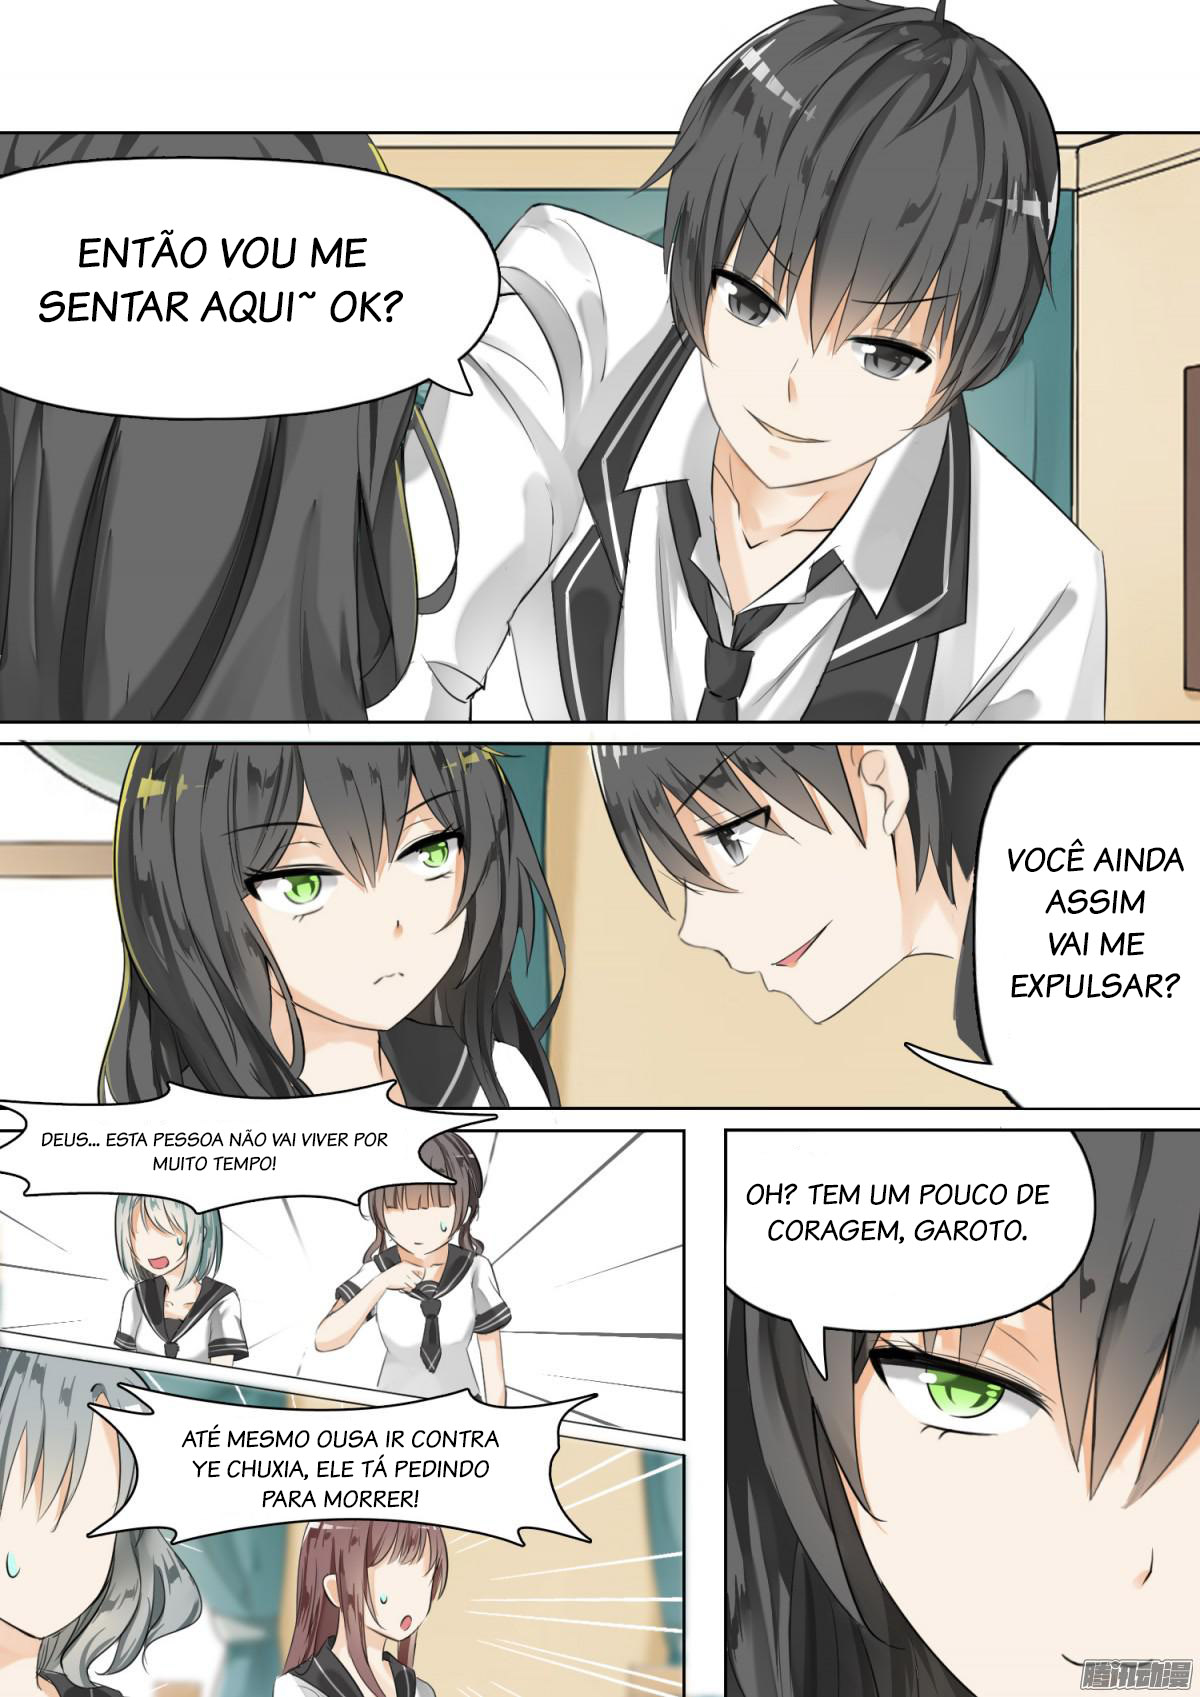 ENTÃO VOU ME
SENTAR AQUI~ OK?
VOCÊ AINDA
ASSIM
VAI ME
EXPULSAR?
DEUS... ESTA PESSOA NÃO VAI VIVER POR
MUITO TEMPO!
OH? TEM UM POUCO DE
CORAGEM, GAROTO.
ATÉ MESMO OUSA IR CONTRA
YE CHUXIA, ELE TÁ PEDINDO
PARA MORRER!
腾讯动漫